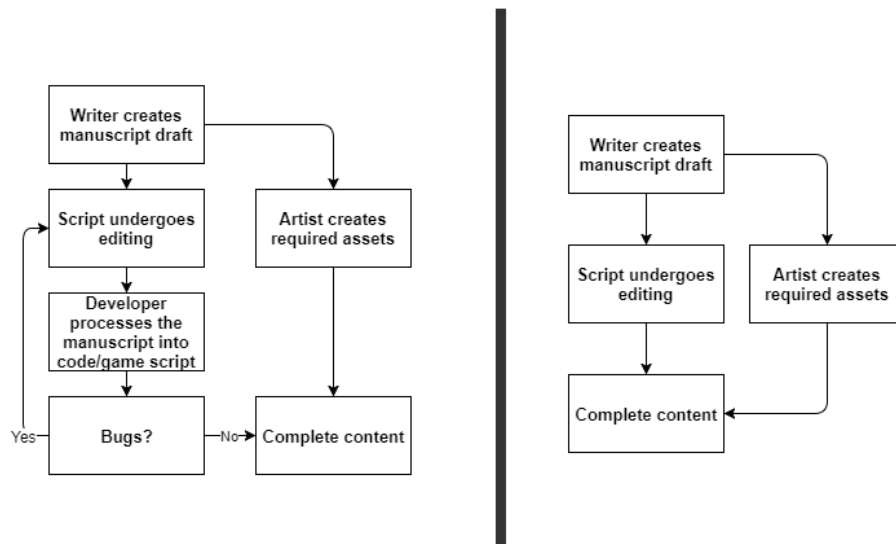 Writer creates
manuscript draft
Script undergoes
editing
Artist creates
required assets
Developer
processes the
manuscript into
code/game script
Yes
Bugs?
No
Complete content
Writer creates
manuscript draft
Script undergoes
editing
Artist creates
required assets
Complete content